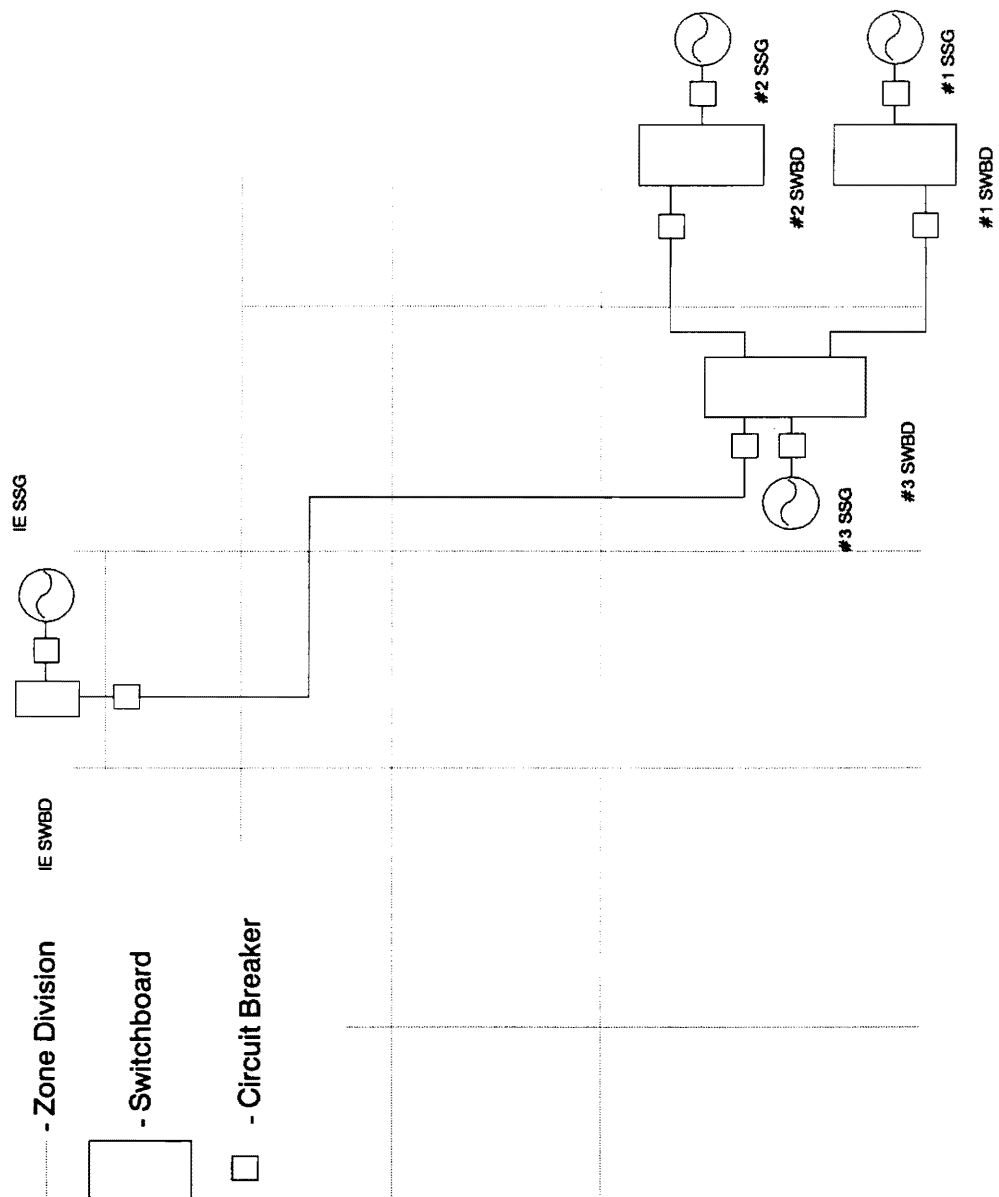 IE SSG
IE SWBD
#3 SSG
#3 SWBD
#2 SSG
#2 SWBD
#1 SSG
#1 SWBD
- Zone Division
- Switchboard
- Circuit Breaker